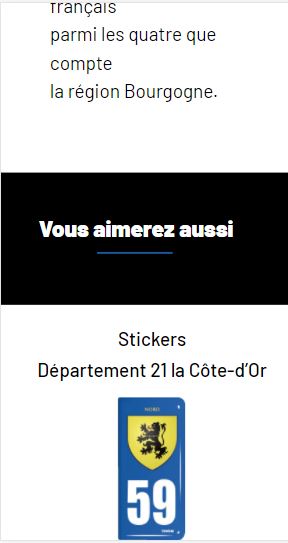 français
parmi les quatre que
compte
la région Bourgogne.
Vous aimerez aussi
Stickers
Département 21 la Côte-d’Or
NORD
59